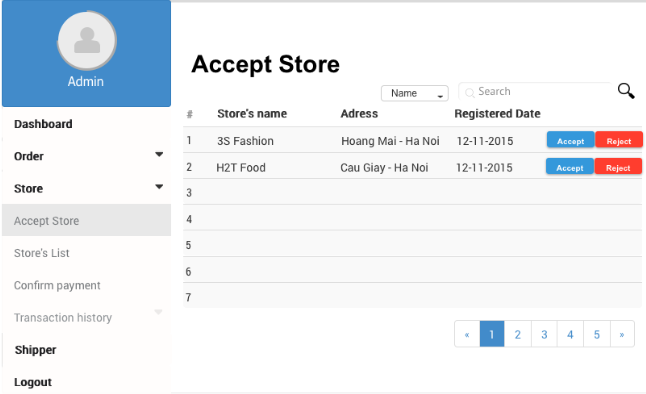 Admin
Dashboard
Order
Store
Accept Store
Store's List
Confirm payment
Transaction history
Shipper
Logout
Accept Store
Name Search
# Store's name Adress Registered Date
1 3S Fashion Hoang Mai - Ha Noi 12-11-2015 Accept Reject
2 H2T Food Cau Giay - Ha Noi 12-11-2015 Accept Reject
3
4
5
6
7
« 1 2 3 4 5 »